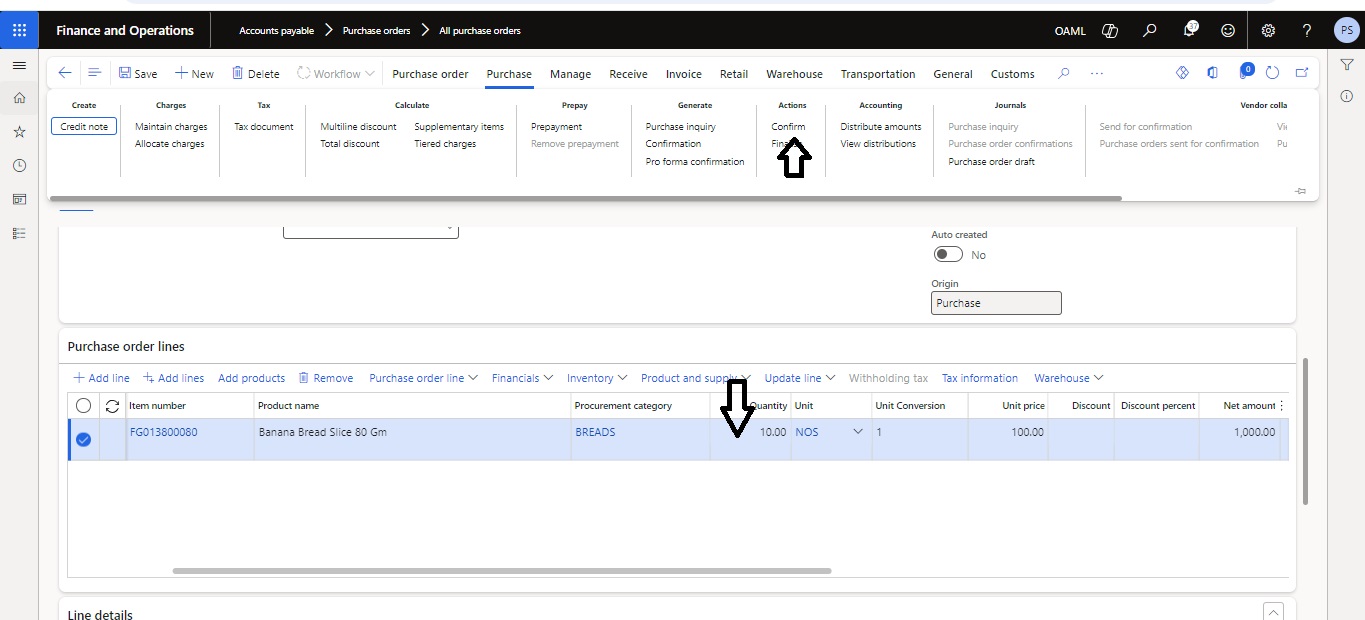 Finance and Operations
Accounts payable
Purchase orders
All purchase orders
OAML
37
PS
Save
New
Delete
Workflow
Purchase order
Purchase
Manage
Receive
Invoice
Retail
Warehouse
Transportation
General
Customs
0
Create
Credit note
Charges
Maintain charges
Allocate charges
Tax
Tax document
Calculate
Multiline discount
Supplementary items
Total discount
Tiered charges
Prepay
Prepayment
Remove prepayment
Generate
Purchase inquiry
Confirmation
Pro forma confirmation
Actions
Confirm
Accounting
Distribute amounts
View distributions
Journals
Purchase inquiry
Purchase order confirmations
Purchase order draft
Vendor colla
Send for confirmation
Purchase orders sent for confirmation
Auto created
No
Origin
Purchase
Purchase order lines
Add line
Add lines
Add products
Remove
Purchase order line
Financials
Inventory
Product and supply
Update line
Withholding tax
Tax information
Warehouse
Item number
Product name
Procurement category
Quantity
Unit
Unit Conversion
Unit price
Discount
Discount percent
Net amount
FG013800080
Banana Bread Slice 80 Gm
BREADS
10.00
NOS
1
100.00
1,000.00
Line details